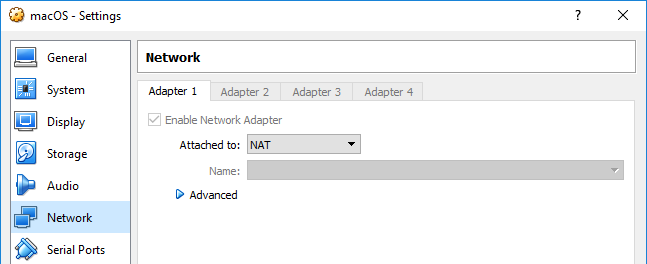 macOS - Settings ?
General
Network
System
Adapter 1 Adapter 2 Adapter 3 Adapter 4
Display
Enable Network Adapter
Attached to: NAT
Storage
Name:
Audio
Advanced
Network
Serial Ports